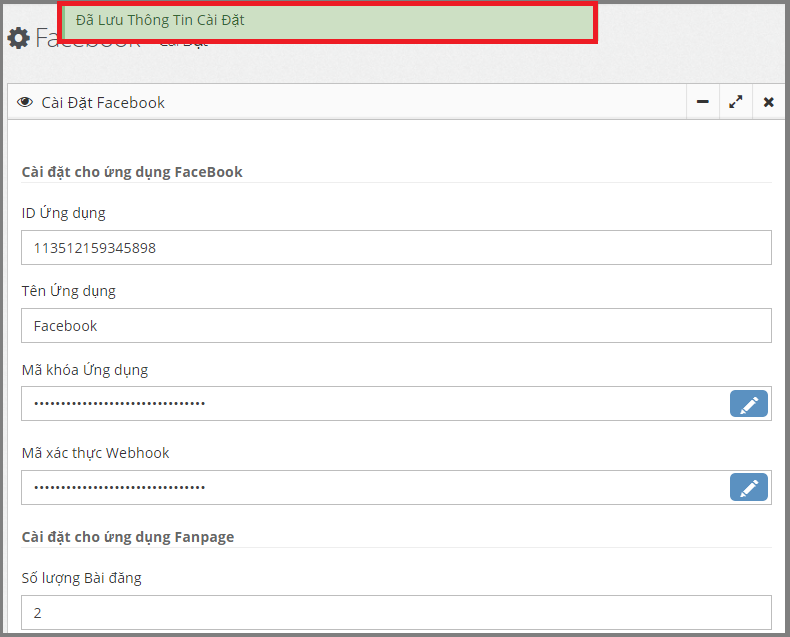 Đã Lưu Thông Tin Cài Đặt
Facebook Cài Đặt
Cài Đặt Facebook
Cài đặt cho ứng dụng FaceBook
ID Ứng dụng
113512159345898
Tên Ứng dụng
Facebook
Mã khóa Ứng dụng
••••••••••••••••••••••••••••••••
Mã xác thực Webhook
••••••••••••••••••••••••••••••••
Cài đặt cho ứng dụng Fanpage
Số lượng Bài đăng
2